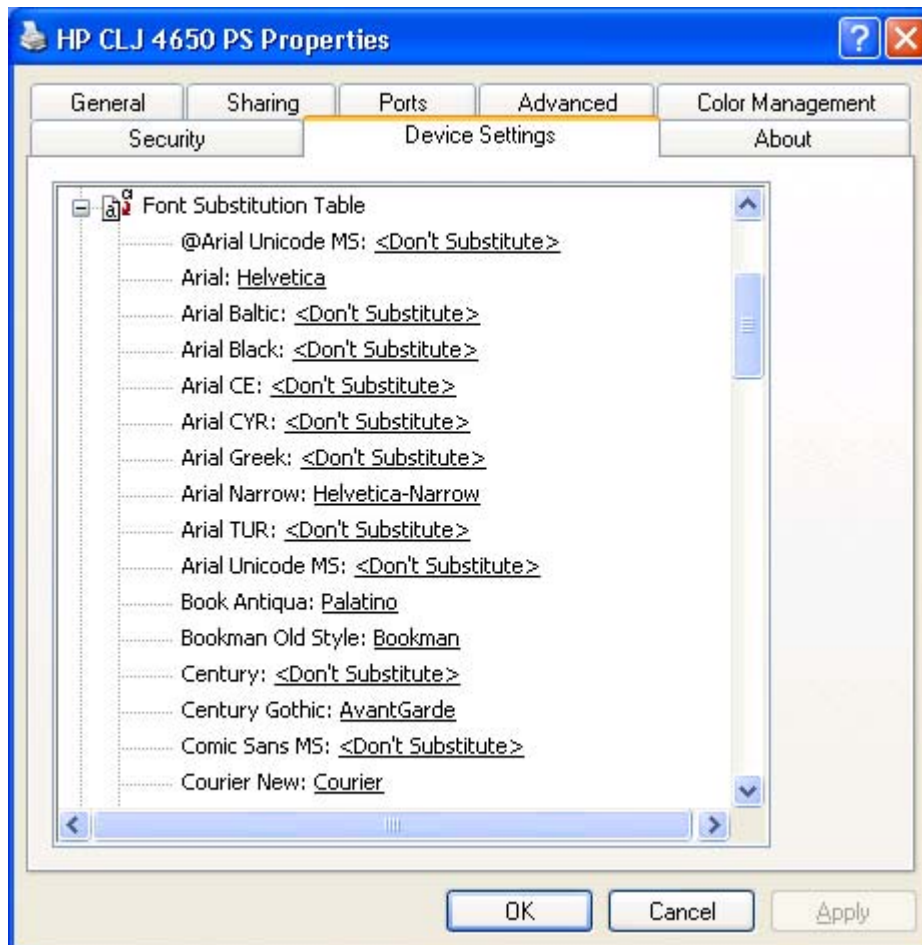 HP CLJ 4650 PS Properties
General Sharing Ports Advanced Color Management
Security Device Settings About
Font Substitution Table
@Arial Unicode MS: <Don't Substitute>
Arial: Helvetica
Arial Baltic: <Don't Substitute>
Arial Black: <Don't Substitute>
Arial CE: <Don't Substitute>
Arial CYR: <Don't Substitute>
Arial Greek: <Don't Substitute>
Arial Narrow: Helvetica-Narrow
Arial TUR: <Don't Substitute>
Arial Unicode MS: <Don't Substitute>
Book Antiqua: Palatino
Bookman Old Style: Bookman
Century: <Don't Substitute>
Century Gothic: AvantGarde
Comic Sans MS: <Don't Substitute>
Courier New: Courier
OK Cancel Apply